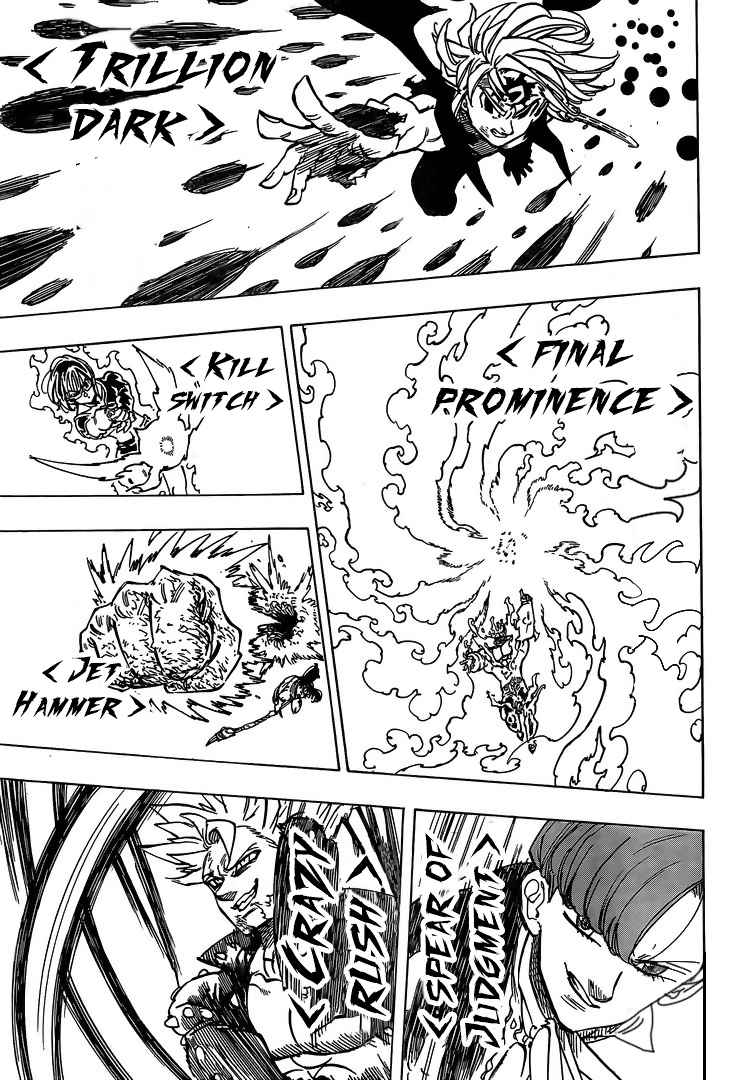 < Trillion
Dark >
< Final
Prominence >
< Kill
Switch >
< Jet
Hammer >
< Spear of
Judgment >
< Crazy
Rush >